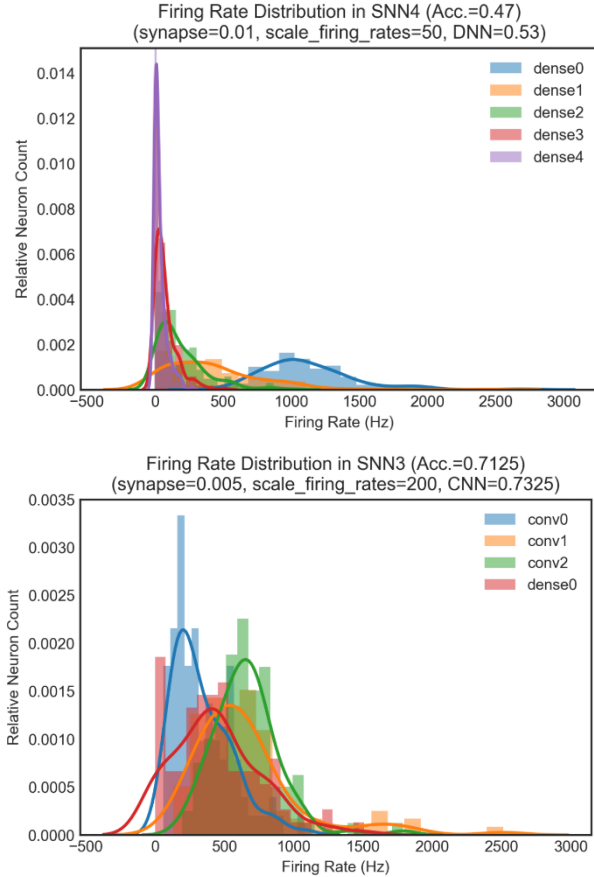 Firing Rate Distribution in SNN4 (Acc.=0.47)
(synapse=0.01, scale_firing_rates=50, DNN=0.53)
0.014
0.012
0.010
0.008
0.006
0.004
0.002
0.000
Relative Neuron Count
dense0
dense1
dense2
dense3
dense4
−500 0 500 1000 1500 2000 2500 3000
Firing Rate (Hz)
Firing Rate Distribution in SNN3 (Acc.=0.7125)
(synapse=0.005, scale_firing_rates=200, CNN=0.7325)
0.0035
0.0030
0.0025
0.0020
0.0015
0.0010
0.0005
0.0000
Relative Neuron Count
conv0
conv1
conv2
dense0
−500 0 500 1000 1500 2000 2500 3000
Firing Rate (Hz)